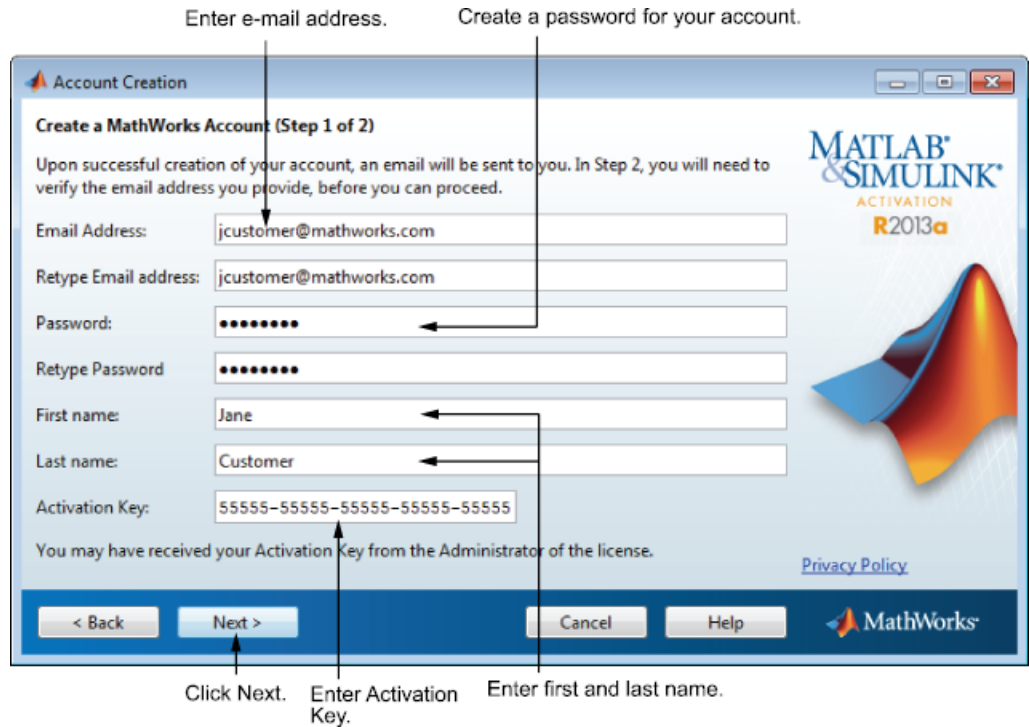 Enter e-mail address.
Create a password for your account.
Account Creation
Create a MathWorks Account (Step 1 of 2)
Upon successful creation of your account, an email will be sent to you. In Step 2, you will need to
verify the email address you provide, before you can proceed.
MATLAB®
&SIMULINK®
ACTIVATION
R2013a
Email Address:
jcustomer@mathworks.com
Retype Email address:
jcustomer@mathworks.com
Password:
••••••••
Retype Password
••••••••
First name:
Jane
Last name:
Customer
Activation Key:
55555-55555-55555-55555-55555
You may have received your Activation Key from the Administrator of the license.
Privacy Policy
< Back
Next >
Cancel
Help
MathWorks®
Click Next.
Enter Activation
Key.
Enter first and last name.